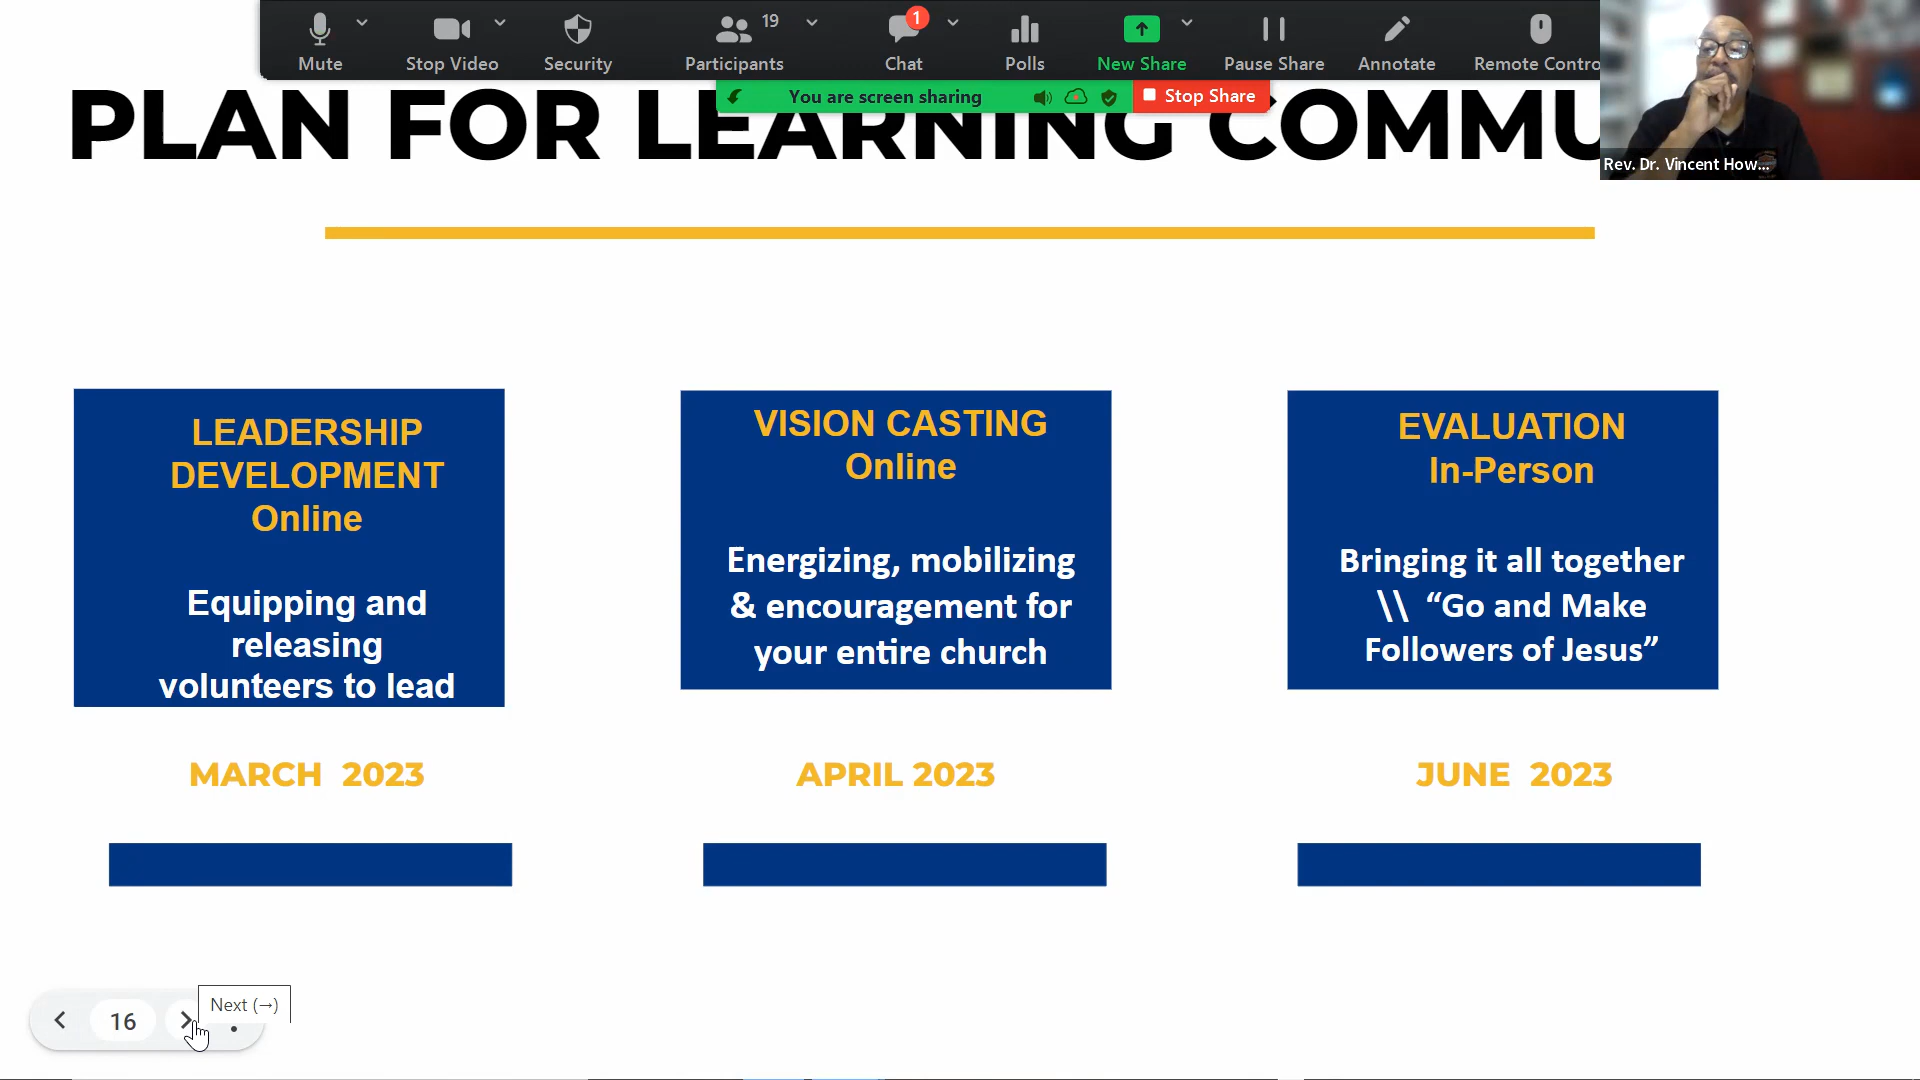 19
1
Mute
Stop Video
Security
Participants
Chat
Polls
New Share
Pause Share
Annotate
Remote Contro
You are screen sharing
Stop Share
PLAN FOR LEARNING COMMU
Rev. Dr. Vincent How...
LEADERSHIP
DEVELOPMENT
Online
Equipping and
releasing
volunteers to lead
MARCH 2023
VISION CASTING
Online
Energizing, mobilizing
& encouragement for
your entire church
APRIL 2023
EVALUATION
In-Person
Bringing it all together
\\ “Go and Make
Followers of Jesus”
JUNE 2023
Next (→)
16